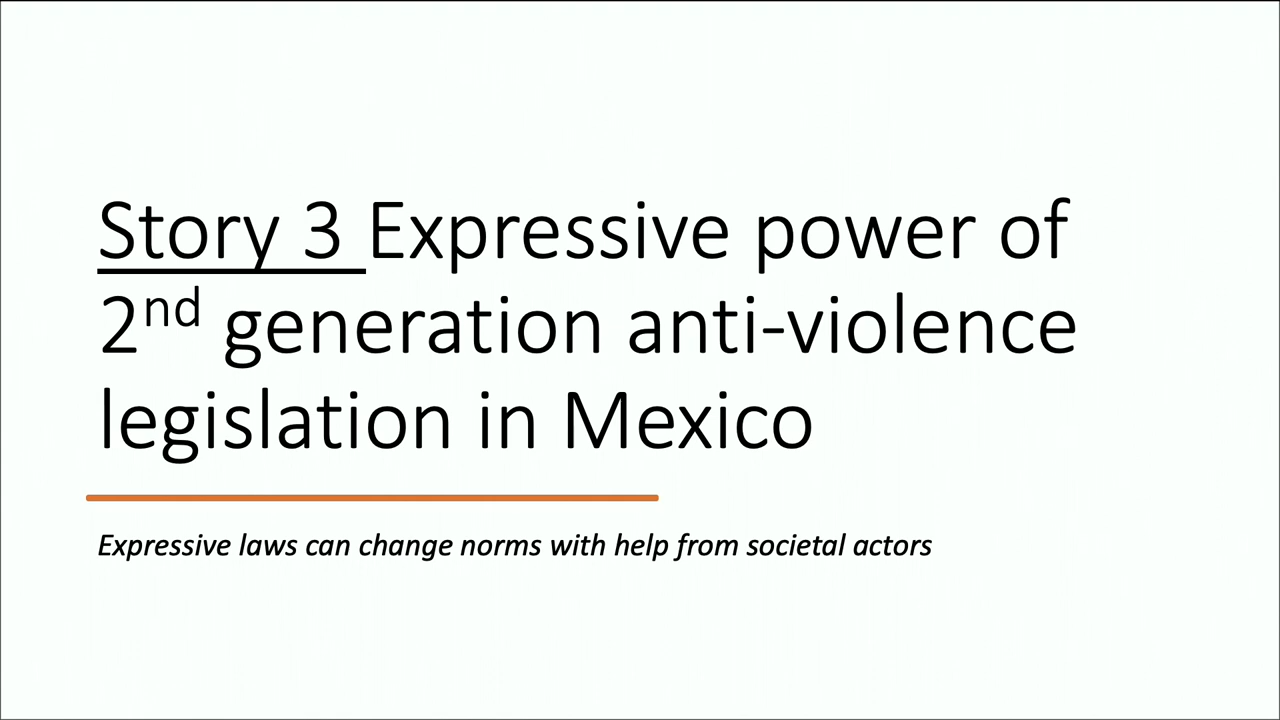 Story 3 Expressive power of
2nd generation anti-violence
legislation in Mexico
Expressive laws can change norms with help from societal actors